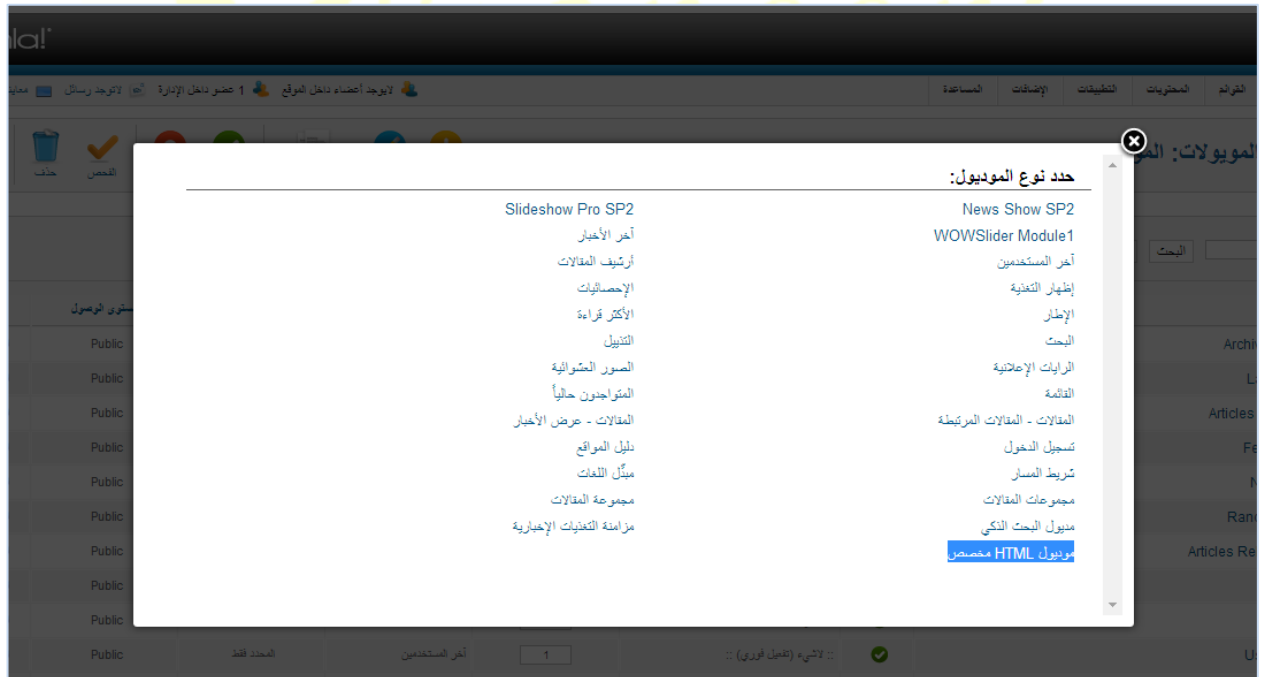 la!
القوائم المحتويات التطبيقات الإضافات المساعدة
لايوجد أعضاء داخل الموقع 1 عضو داخل الإدارة لاتوجد رسائل
الفحص حذف
البحث
حدد نوع الموديول:
News Show SP2 Slideshow Pro SP2
WOWSlider Module1 آخر الأخبار
آخر المستخدمين أرشيف المقالات
إظهار التغذية الإحصائيات
الإطار الأكثر قراءة
البحث التذييل
الرايات الإعلانية الصور العشوائية
القائمة المتواجدون حالياً
المقالات - المقالات المرتبطة المقالات - عرض الأخبار
تسجيل الدخول دليل المواقع
شريط المسار مبدِّل اللغات
مجموعات المقالات مجموعة المقالات
مديول البحث الذكي مزامنة التغذيات الإخبارية
موديول HTML مخصص
الوصول
Archi Public
La Public
Articles Public
Fe Public
N Public
Rand Public
Articles Re Public
Public
Public
Us :: لاشيء (تفعيل فوري) :: 1 آخر المستخدمين المحدد فقط Public